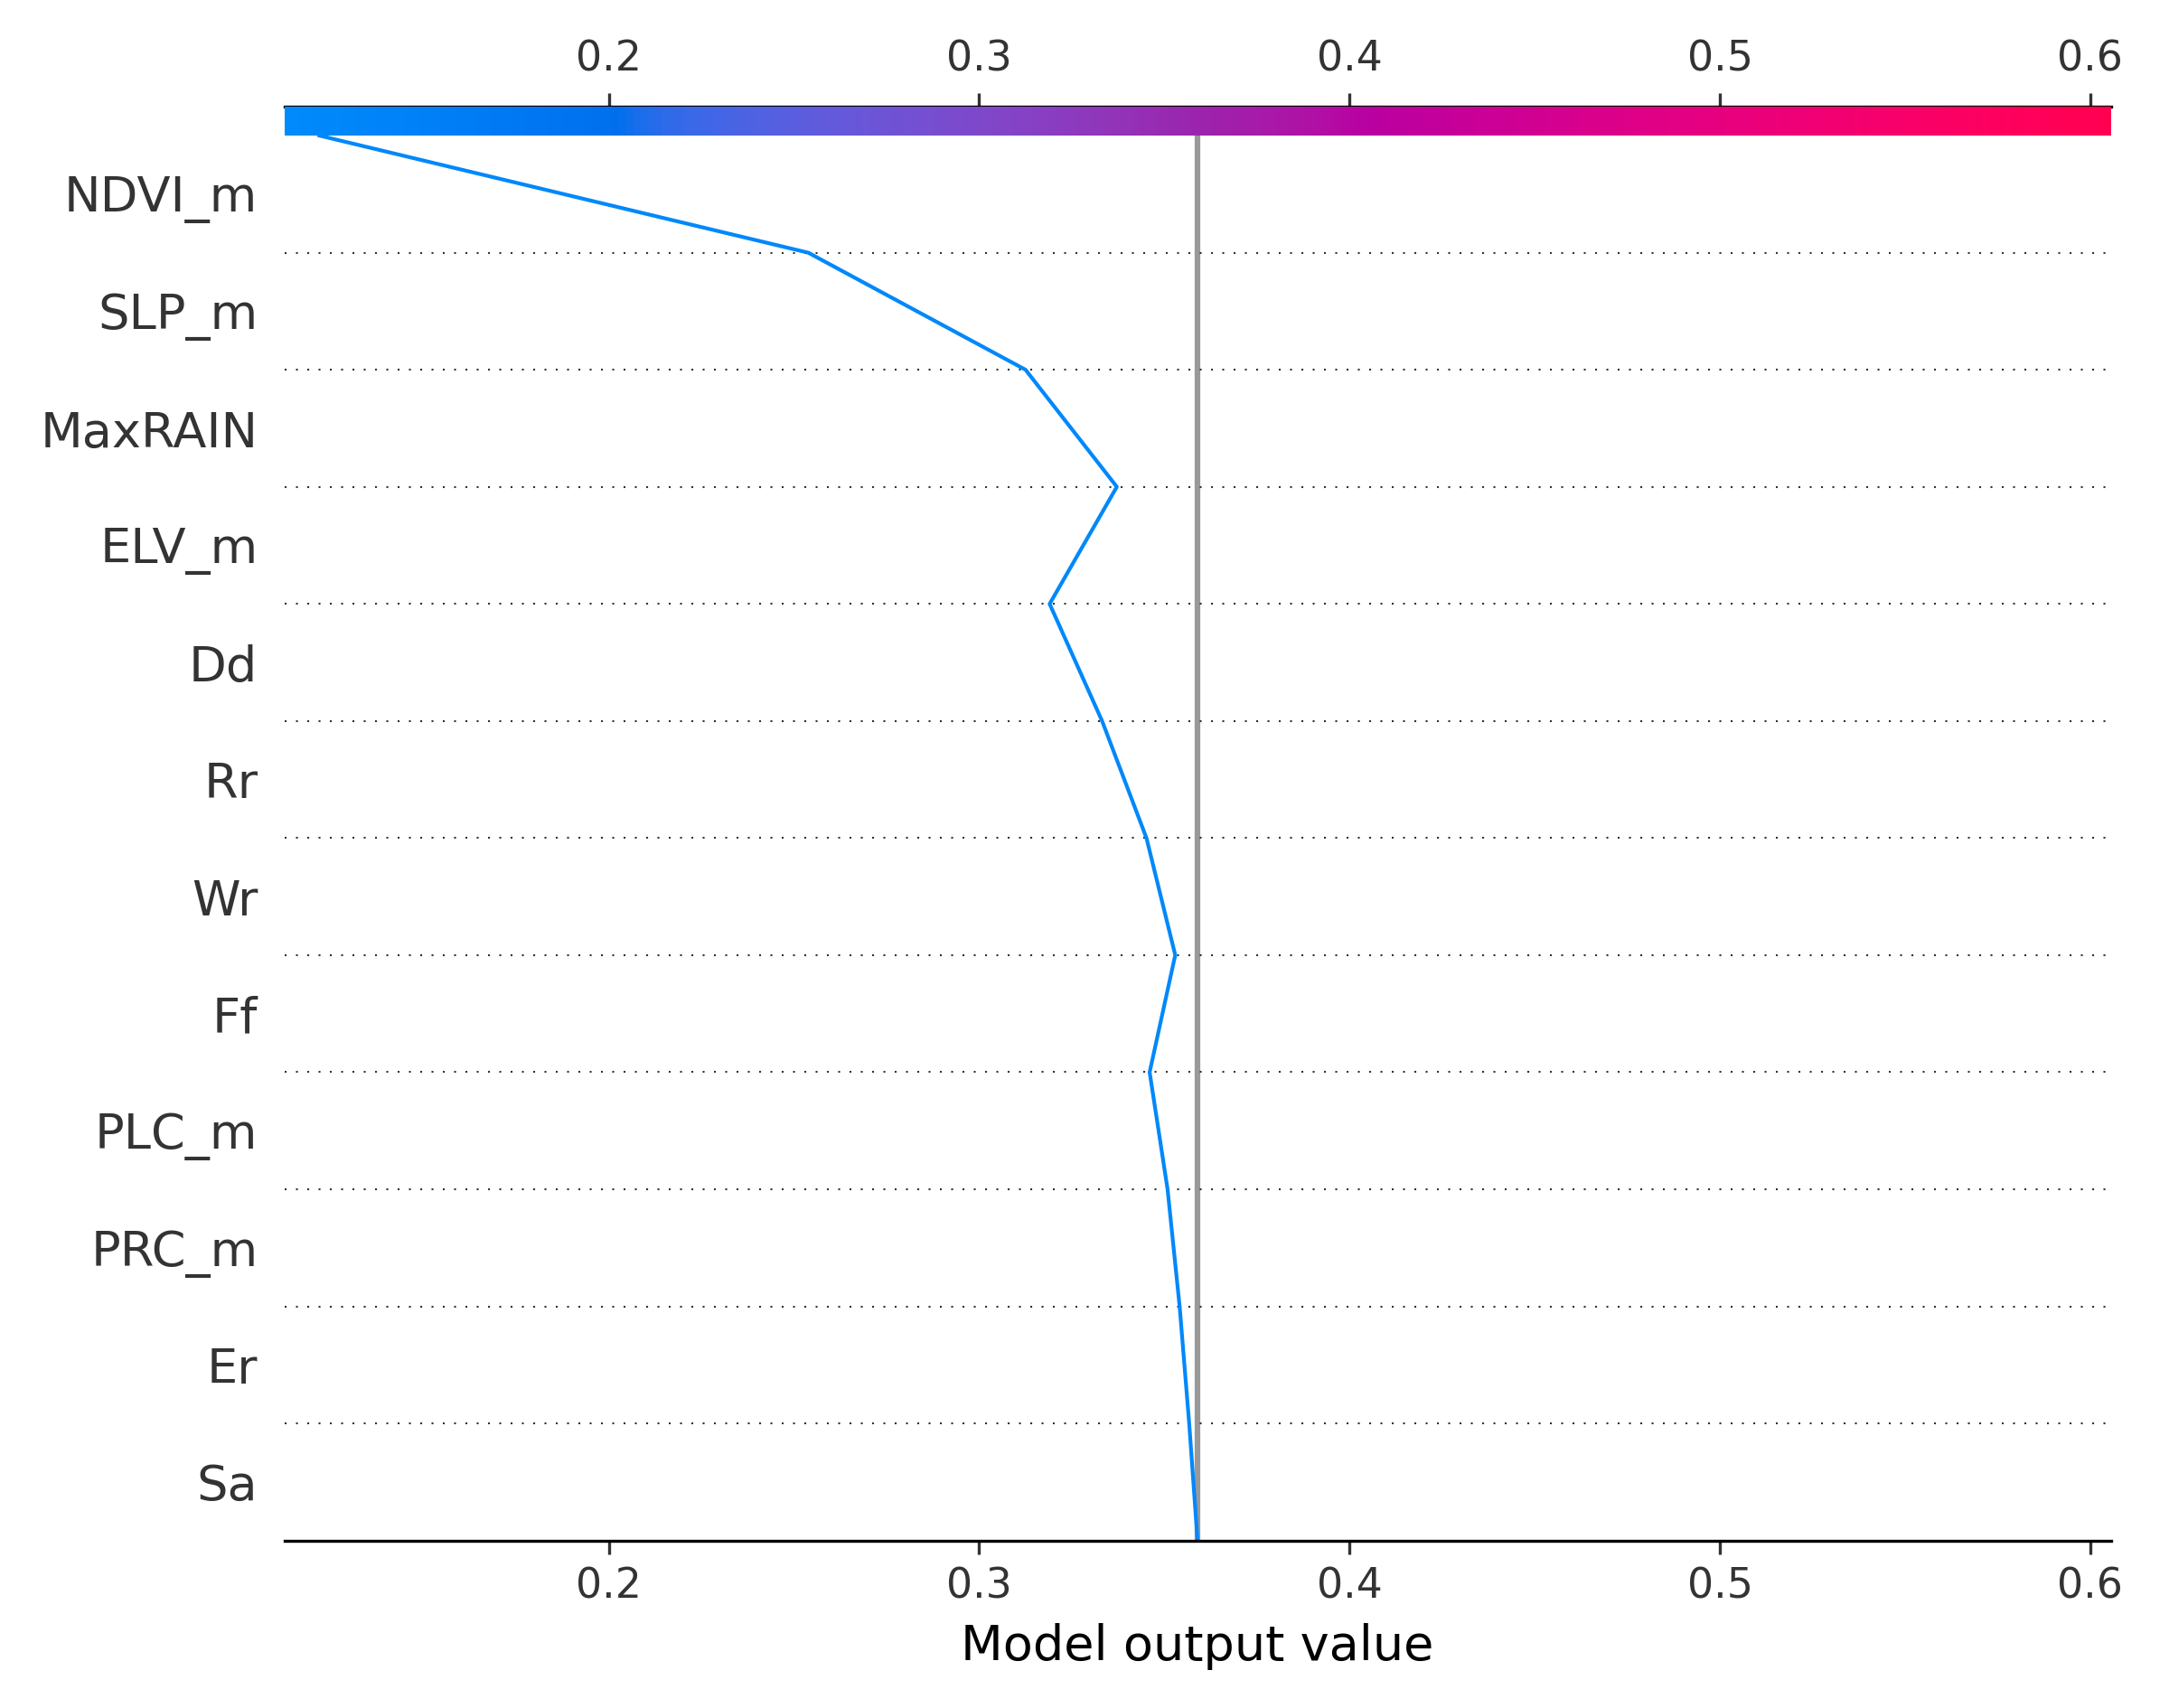 0.2 0.3 0.4 0.5 0.6
NDVI_m
SLP_m
MaxRAIN
ELV_m
Dd
Rr
Wr
Ff
PLC_m
PRC_m
Er
Sa
0.2 0.3 0.4 0.5 0.6
Model output value